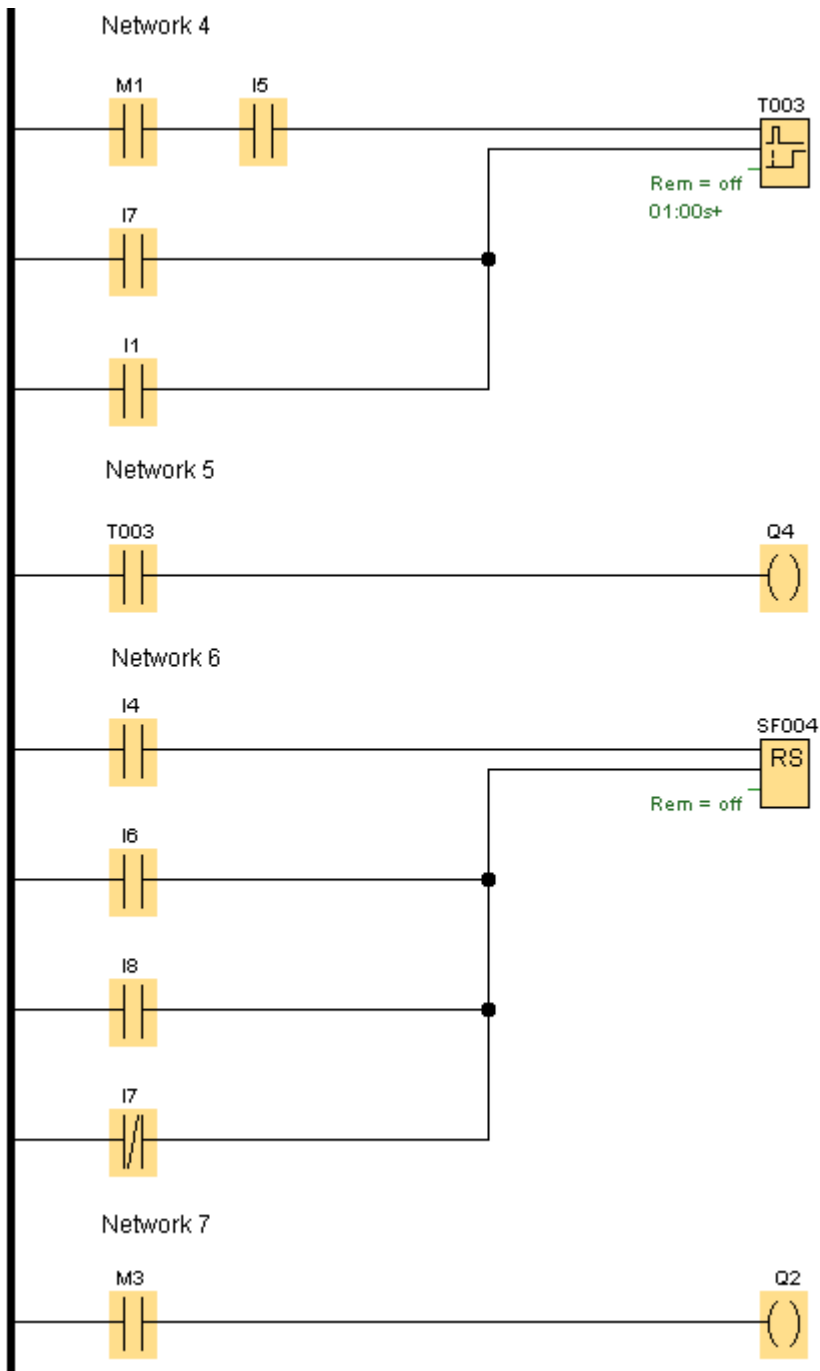 Network 4
M1 I5
T003
Rem = off
01:00s+
I7
I1
Network 5
T003 Q4
Network 6
I4
SF004
RS
Rem = off
I6
I8
I7
Network 7
M3 Q2